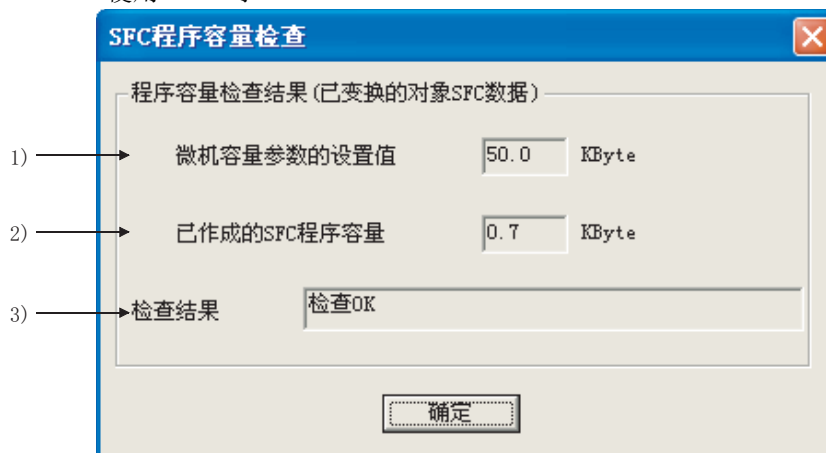 SFC程序容量检查
程序容量检查结果(已变换的对象SFC数据)
1) 微机容量参数的设置值 50.0 KByte
2) 已作成的SFC程序容量 0.7 KByte
3) 检查结果 检查OK
确定